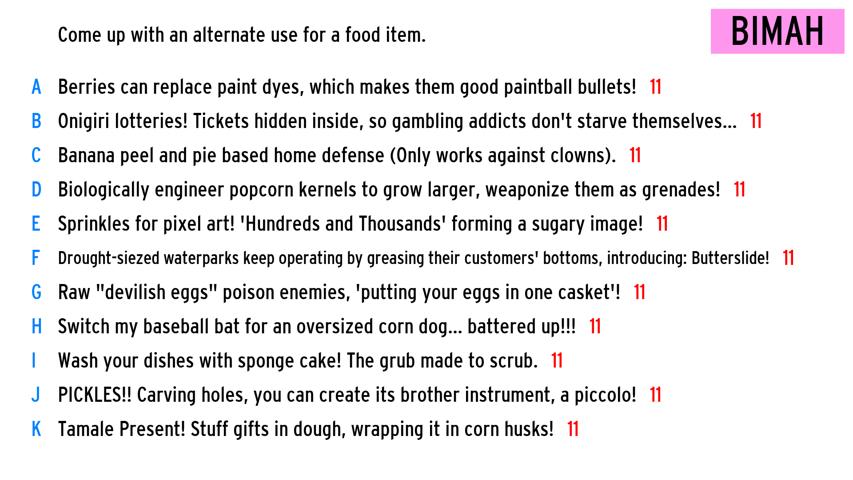 Come up with an alternate use for a food item.
BIMAH
A Berries can replace paint dyes, which makes them good paintball bullets! 11
B Onigiri lotteries! Tickets hidden inside, so gambling addicts don't starve themselves... 11
C Banana peel and pie based home defense (Only works against clowns). 11
D Biologically engineer popcorn kernels to grow larger, weaponize them as grenades! 11
E Sprinkles for pixel art! 'Hundreds and Thousands' forming a sugary image! 11
F Drought-siezed waterparks keep operating by greasing their customers' bottoms, introducing: Butterslide! 11
G Raw "devilish eggs" poison enemies, 'putting your eggs in one casket'! 11
H Switch my baseball bat for an oversized corn dog... battered up!!! 11
I Wash your dishes with sponge cake! The grub made to scrub. 11
J PICKLES!! Carving holes, you can create its brother instrument, a piccolo! 11
K Tamale Present! Stuff gifts in dough, wrapping it in corn husks! 11